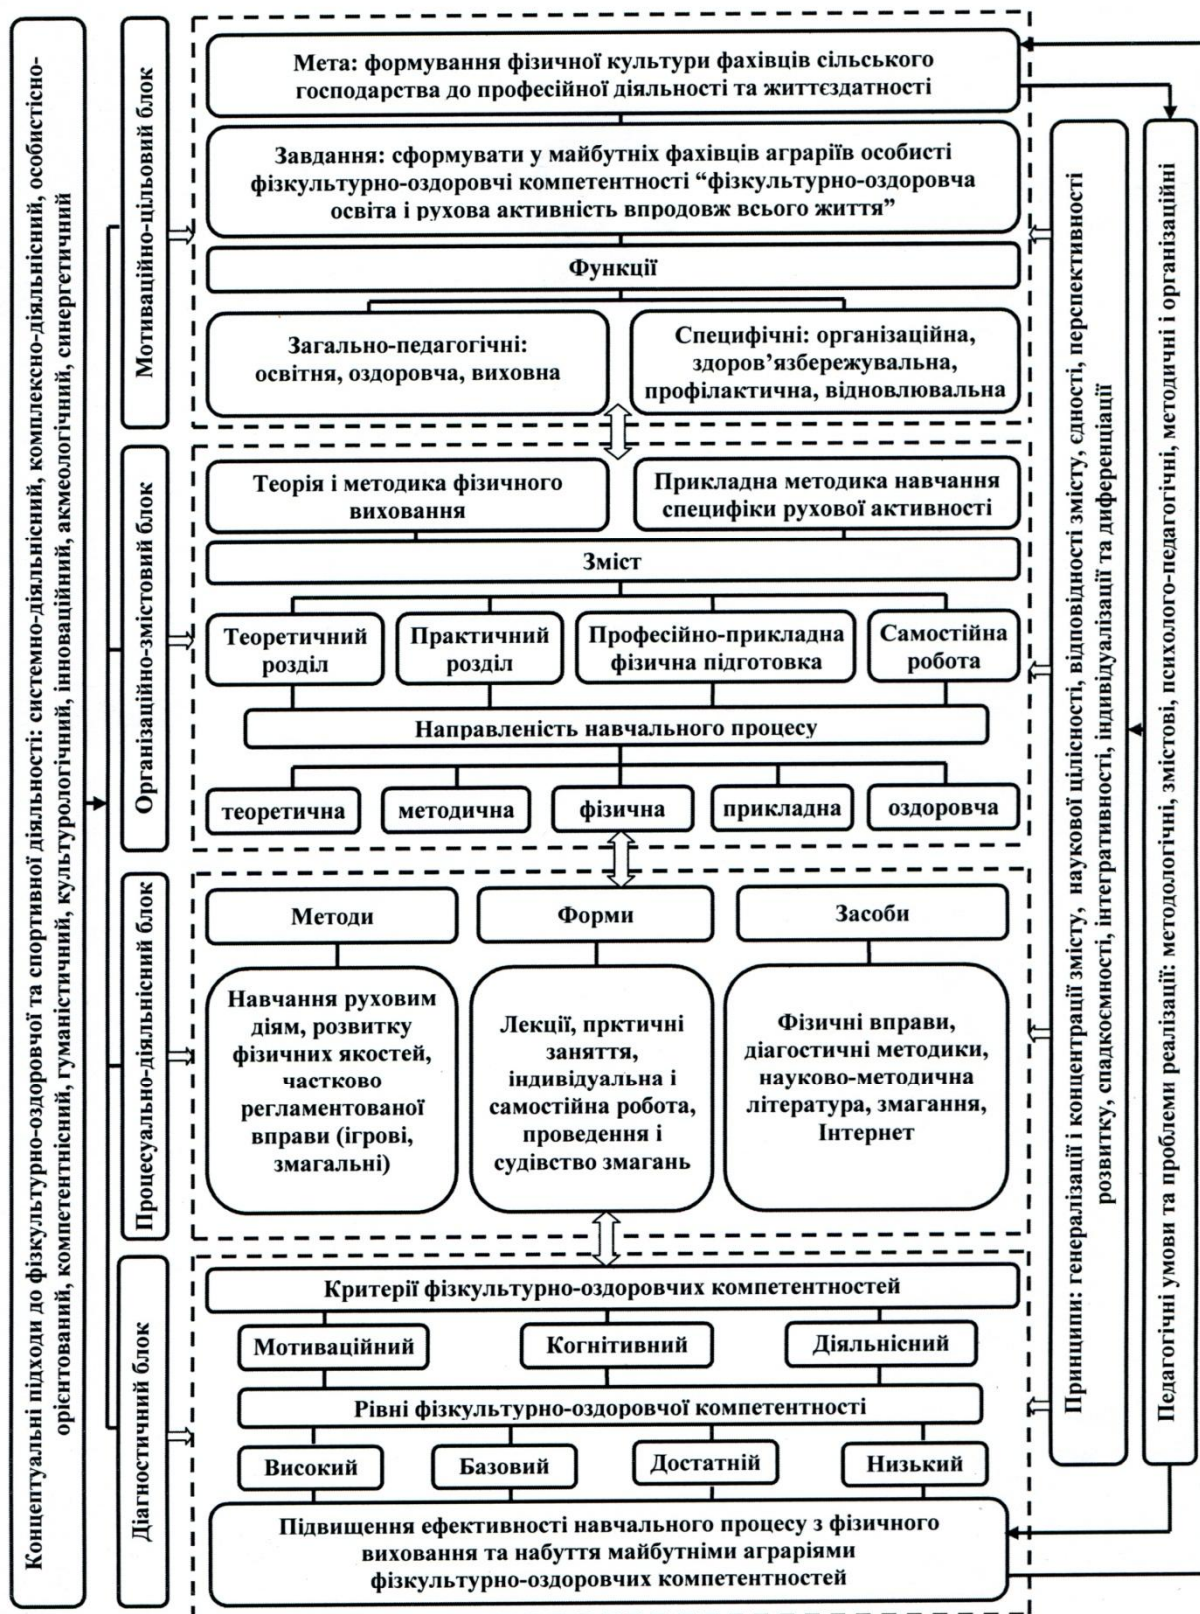 Концептуальні підходи до фізкультурно-оздоровчої та спортивної діяльності: системно-діяльнісний, комплексно-діяльнісний, особистісно-
орієнтований, компетентнісний, гуманістичний, культурологічний, інноваційний, акмеологічний, синергетичний
Мотиваційно-цільовий блок
Мета: формування фізичної культури фахівців сільського
господарства до професійної діяльності та життєздатності
Завдання: сформувати у майбутніх фахівців аграріїв особисті
фізкультурно-оздоровчі компетентності “фізкультурно-оздоровча
освіта і рухова активність впродовж всього життя”
Функції
Загально-педагогічні:
освітня, оздоровча, виховна
Специфічні: організаційна,
здоров’язбережувальна,
профілактична, відновлювальна
Організаційно-змістовий блок
Теорія і методика фізичного
виховання
Прикладна методика навчання
специфіки рухової активності
Зміст
Теоретичний
розділ
Практичний
розділ
Професійно-прикладна
фізична підготовка
Самостійна
робота
Направленість навчального процесу
теоретична
методична
фізична
прикладна
оздоровча
Процесуально-діяльнісний блок
Методи
Форми
Засоби
Навчання руховим
діям, розвитку
фізичних якостей,
частково
регламентованої
вправи (ігрові,
змагальні)
Лекції, прктичні
заняття,
індивідуальна і
самостійна робота,
проведення і
судівство змагань
Фізичні вправи,
діагостичні методики,
науково-методична
література, змагання,
Інтернет
Діагностичний блок
Критерії фізкультурно-оздоровчих компетентностей
Мотиваційний
Когнітивний
Діяльнісний
Рівні фізкультурно-оздоровчої компетентності
Високий
Базовий
Достатній
Низький
Підвищення ефективності навчального процесу з фізичного
виховання та набуття майбутніми аграріями
фізкультурно-оздоровчих компетентностей
Принципи: генералізації і концентрації змісту, наукової цілісності, відповідності змісту, єдності, перспективності
розвитку, спадкоємності, інтегративності, індивідуалізації та диференціації
Педагогічні умови та проблеми реалізації: методологічні, змістові, психолого-педагогічні, методичні і організаційні